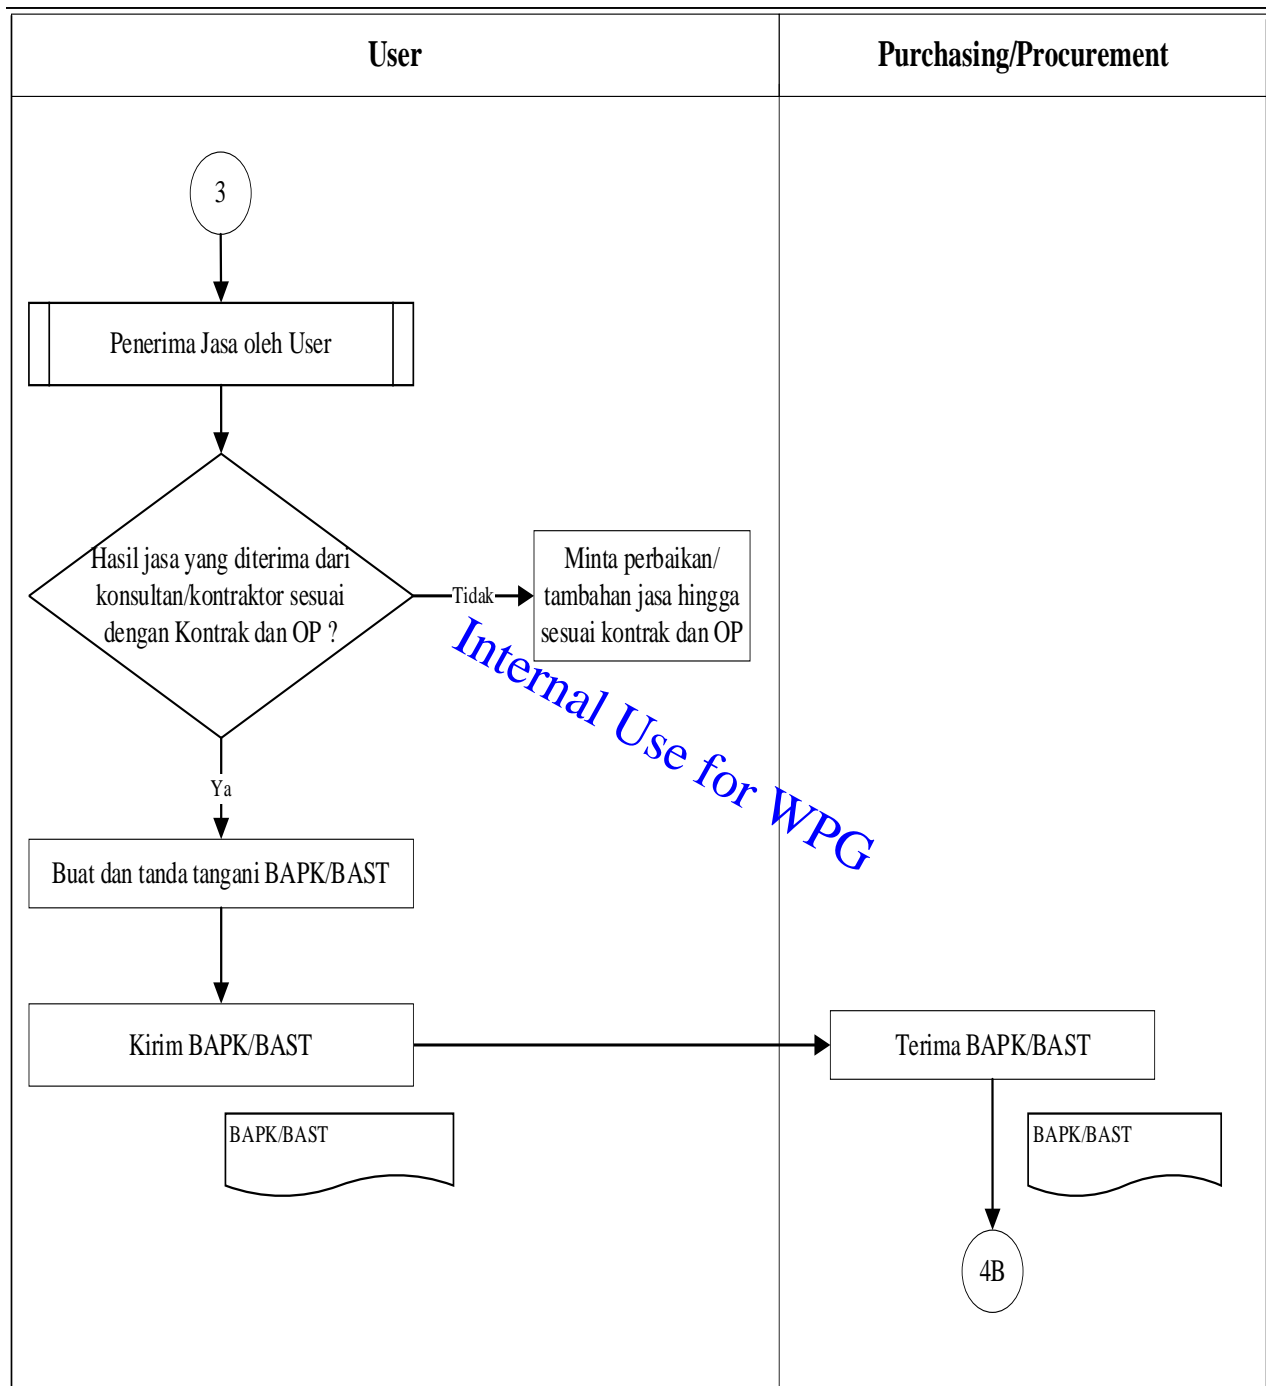 User
Purchasing/Procurement
3
Penerima Jasa oleh User
Hasil jasa yang diterima dari
konsultan/kontraktor sesuai
dengan Kontrak dan OP ?
Tidak
Minta perbaikan/
tambahan jasa hingga
sesuai kontrak dan OP
Internal Use for WPG
Ya
Buat dan tanda tangani BAPK/BAST
Kirim BAPK/BAST
Terima BAPK/BAST
BAPK/BAST
BAPK/BAST
4B